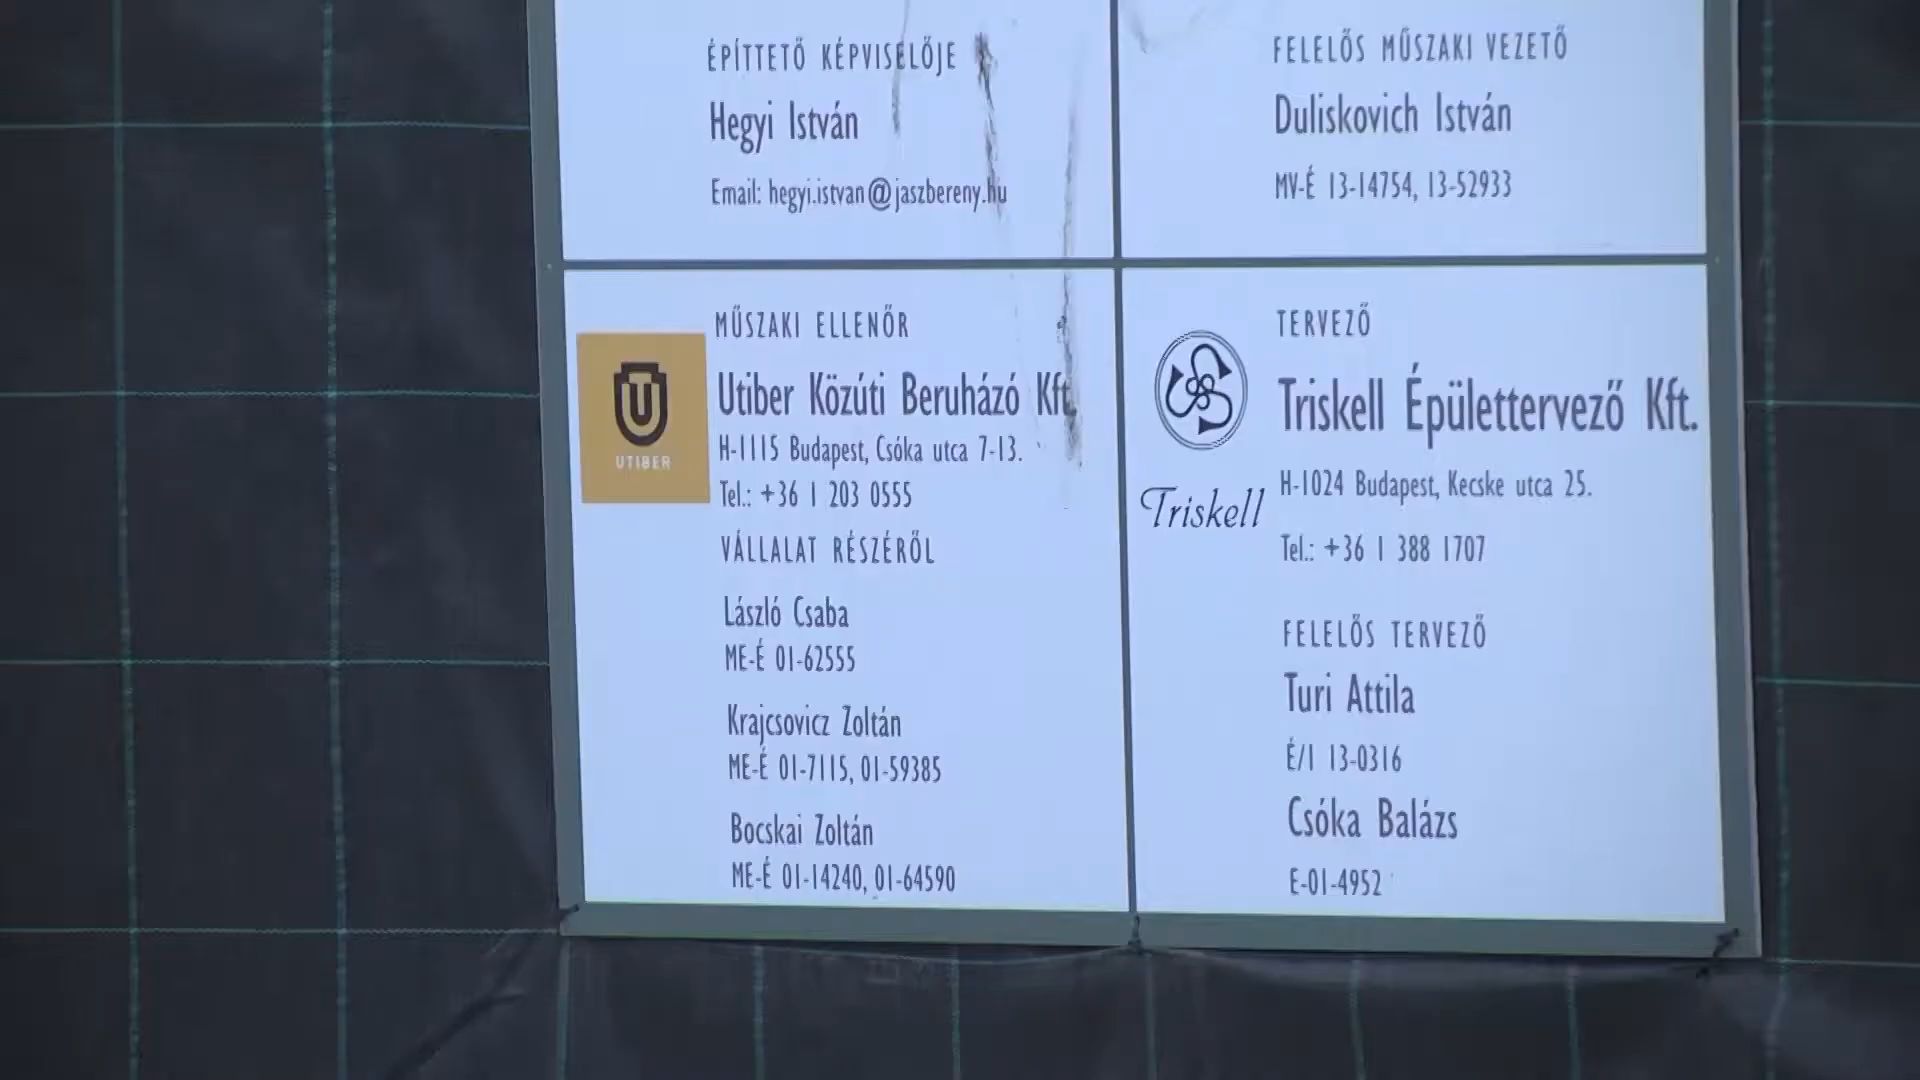 ÉPÍTTETŐ KÉPVISELŐJE
Hegyi István
Email: hegyi.istvan@jaszbereny.hu
FELELŐS MŰSZAKI VEZETŐ
Duliskovich István
MV-É 13-14754, 13-52933
UTIBER
MŰSZAKI ELLENŐR
Utiber Közúti Beruházó Kft.
H-1115 Budapest, Csóka utca 7-13.
Tel.: +36 1 203 0555
VÁLLALAT RÉSZÉRŐL
László Csaba
ME-É 01-62555
Krajcsovicz Zoltán
ME-É 01-7115, 01-59385
Bocskai Zoltán
ME-É 01-14240, 01-64590
Triskell
TERVEZŐ
Triskell Épülettervező Kft.
H-1024 Budapest, Kecske utca 25.
Tel.: +36 1 388 1707
FELELŐS TERVEZŐ
Turi Attila
É/1 13-0316
Csóka Balázs
E-01-4952